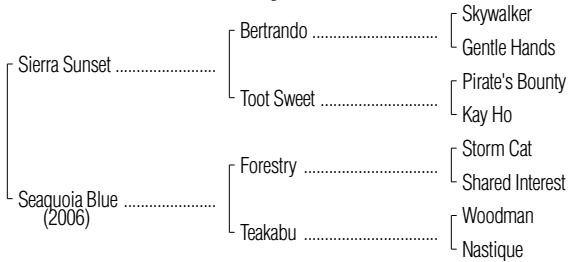 Skywalker
Bertrando ................................
Gentle Hands
Sierra Sunset ........................
Pirate's Bounty
Toot Sweet .............................
Kay Ho
Storm Cat
Forestry ..................................
Shared Interest
Seaquoia Blue ......................
(2006)
Woodman
Teakabu ................................
Nastique